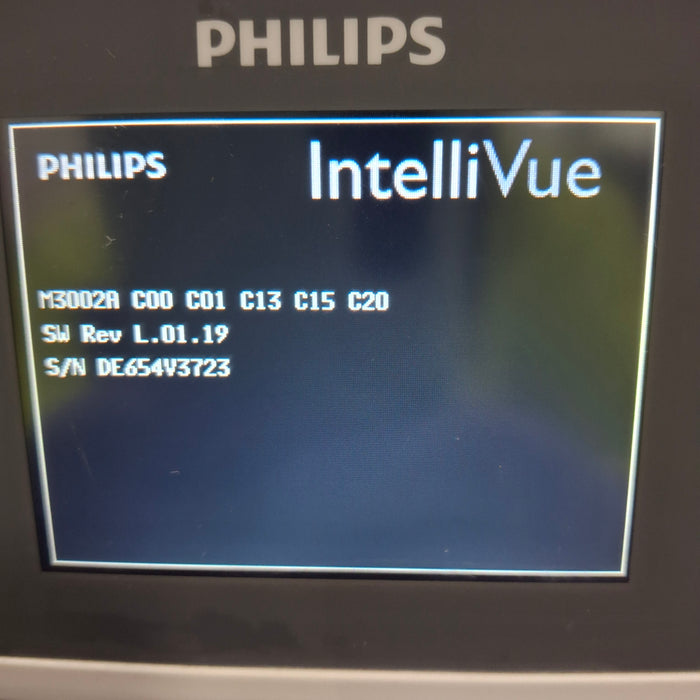 PHILIPS
PHILIPS IntelliVue
M3002A C00 C01 C13 C15 C20
SW Rev L.01.19
S/N DE654V3723